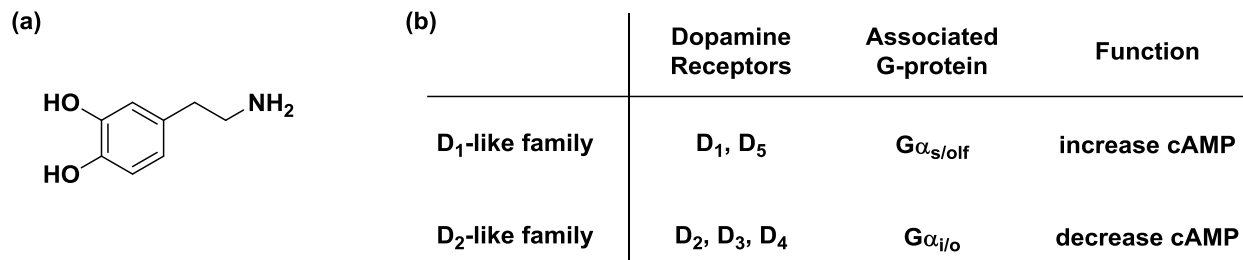 (a)
HO
HO
NH₂
(b)
Dopamine Receptors Associated G-protein Function
D₁-like family D₁, D₅ Gαs/olf increase cAMP
D₂-like family D₂, D₃, D₄ Gαi/o decrease cAMP